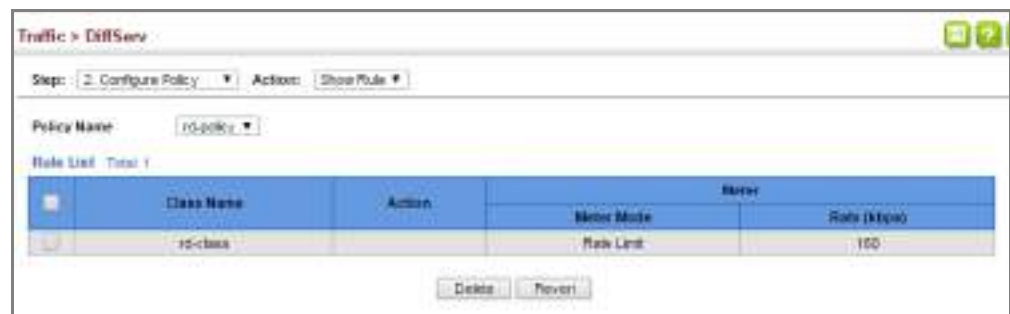 Traffic > DiffServ
Step: 2. Configure Policy Action: Show Rule
Policy Name rd-policy
Rule List Total: 1
Class Name Action Meter
Meter Mode Rate (kbps)
rd-class Rate Limit
Delete Revert